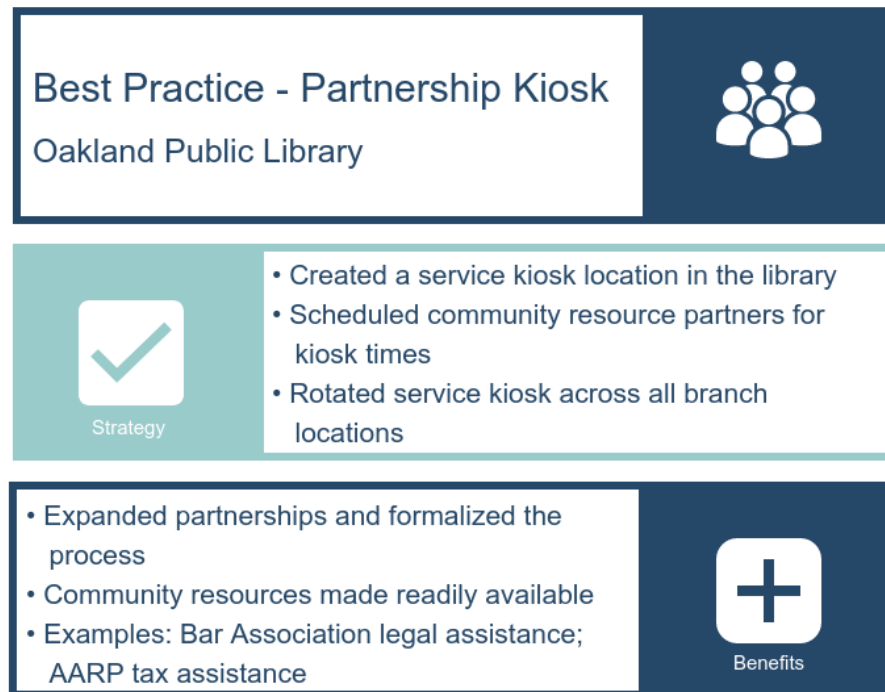 Best Practice - Partnership Kiosk
Oakland Public Library
• Created a service kiosk location in the library
• Scheduled community resource partners for
kiosk times
• Rotated service kiosk across all branch
locations
Strategy
• Expanded partnerships and formalized the
process
• Community resources made readily available
• Examples: Bar Association legal assistance;
AARP tax assistance
Benefits